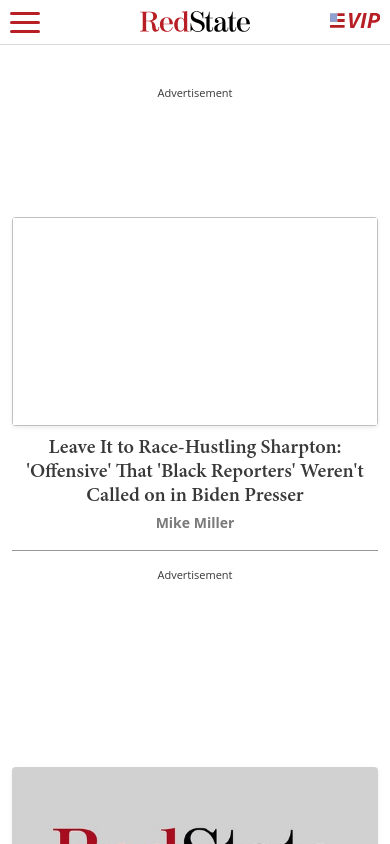 RedState
VIP
Advertisement
Leave It to Race-Hustling Sharpton:
'Offensive' That 'Black Reporters' Weren't
Called on in Biden Presser
Mike Miller
Advertisement
RedState